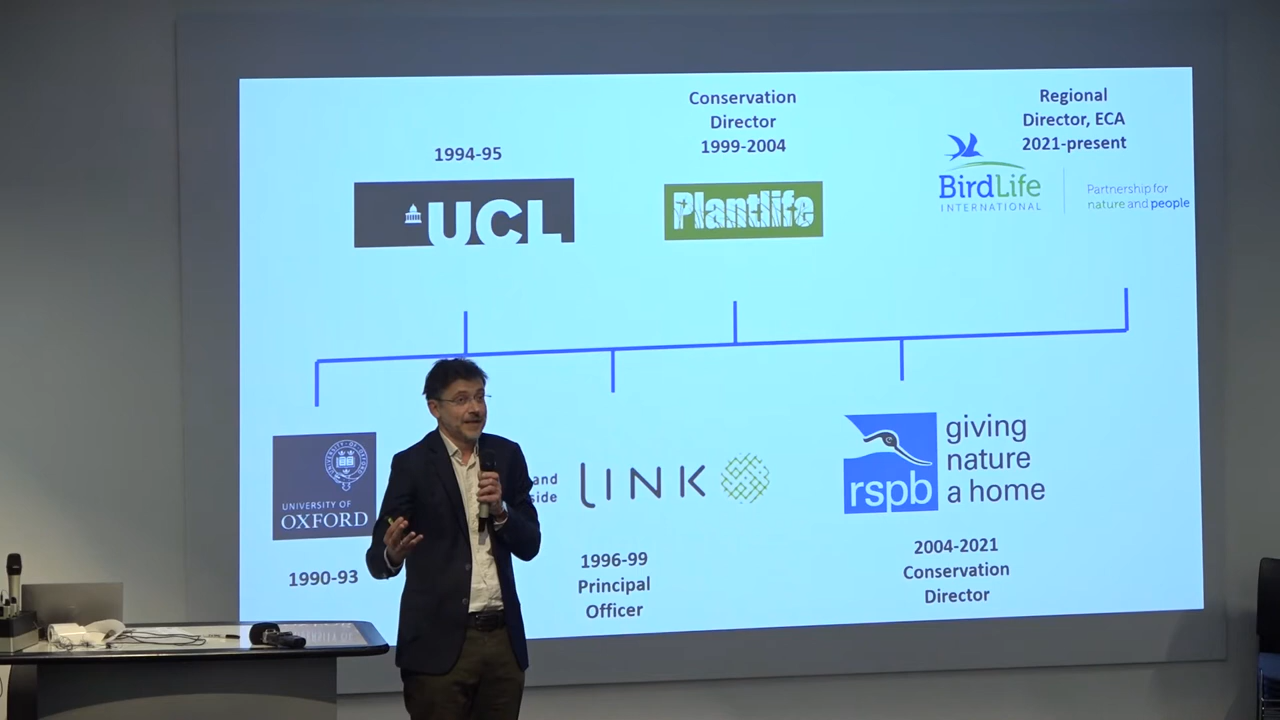 1994-95
UCL
Conservation
Director
1999-2004
Plantlife
Regional
Director, ECA
2021-present
BirdLife
INTERNATIONAL
Partnership for
nature and people
UNIVERSITY OF
OXFORD
1990-93
and
side
LINK
1996-99
Principal
Officer
rspb
giving
nature
a home
2004-2021
Conservation
Director